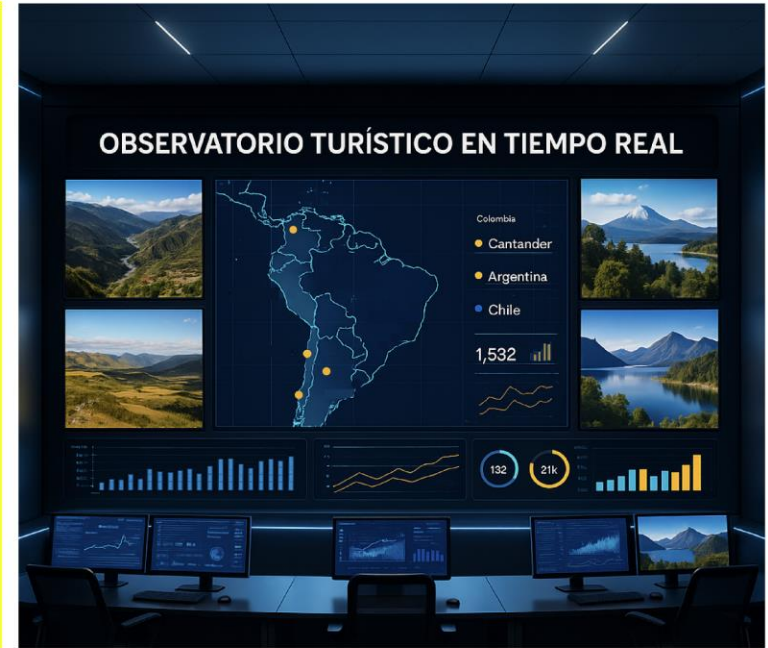 OBSERVATORIO TURÍSTICO EN TIEMPO REAL
Colombia
Cantander
Argentina
Chile
1,532
132
21k